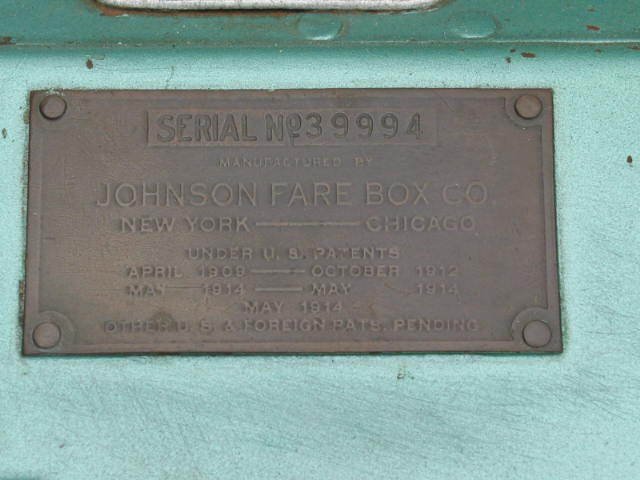 SERIAL Nº 39994
MANUFACTURED BY
JOHNSON FARE BOX CO.
NEW YORK — CHICAGO
UNDER U.S. PATENTS
APRIL 1909 — OCTOBER 1912
MAY 1914 — MAY 1914
MAY 1914
OTHER U.S. & FOREIGN PATS. PENDING